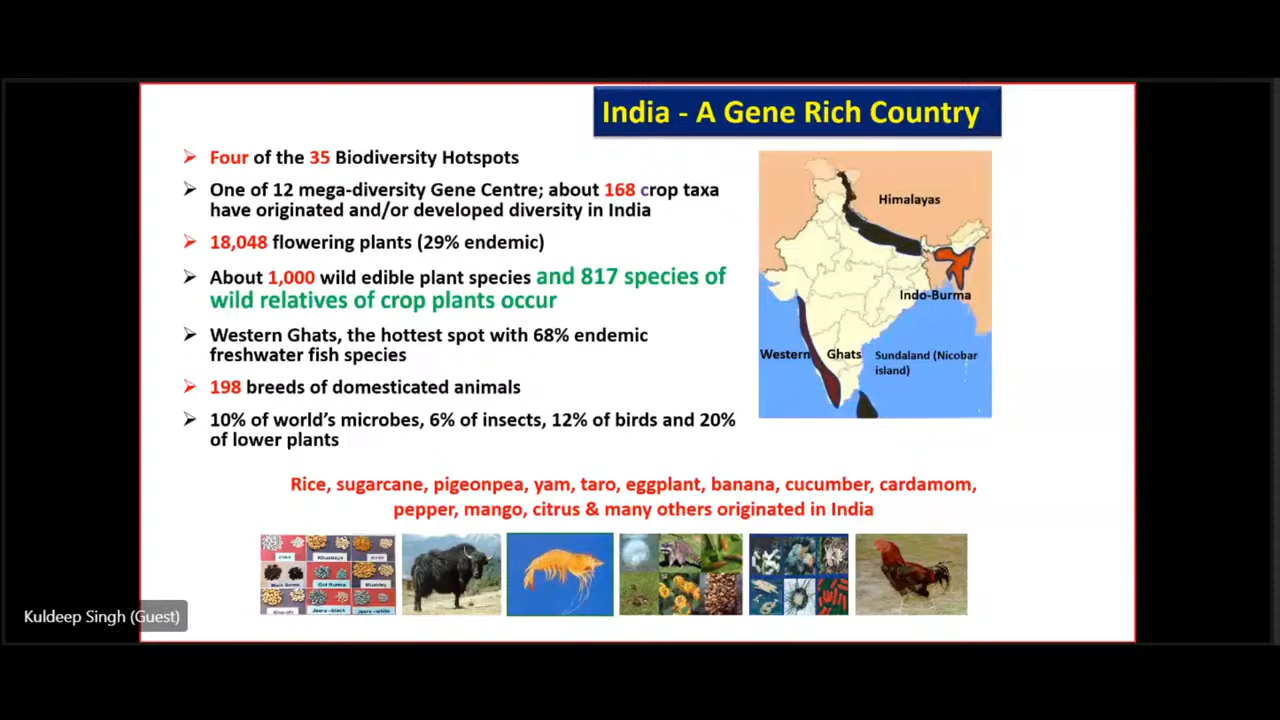 India - A Gene Rich Country
Four of the 35 Biodiversity Hotspots
One of 12 mega-diversity Gene Centre; about 168 crop taxa
have originated and/or developed diversity in India
18,048 flowering plants (29% endemic)
About 1,000 wild edible plant species and 817 species of
wild relatives of crop plants occur
Western Ghats, the hottest spot with 68% endemic
freshwater fish species
198 breeds of domesticated animals
10% of world's microbes, 6% of insects, 12% of birds and 20%
of lower plants
Himalayas
Indo-Burma
Western Ghats
Sundaland (Nicobar
island)
Rice, sugarcane, pigeonpea, yam, taro, eggplant, banana, cucumber, cardamom,
pepper, mango, citrus & many others originated in India
Kuldeep Singh (Guest)